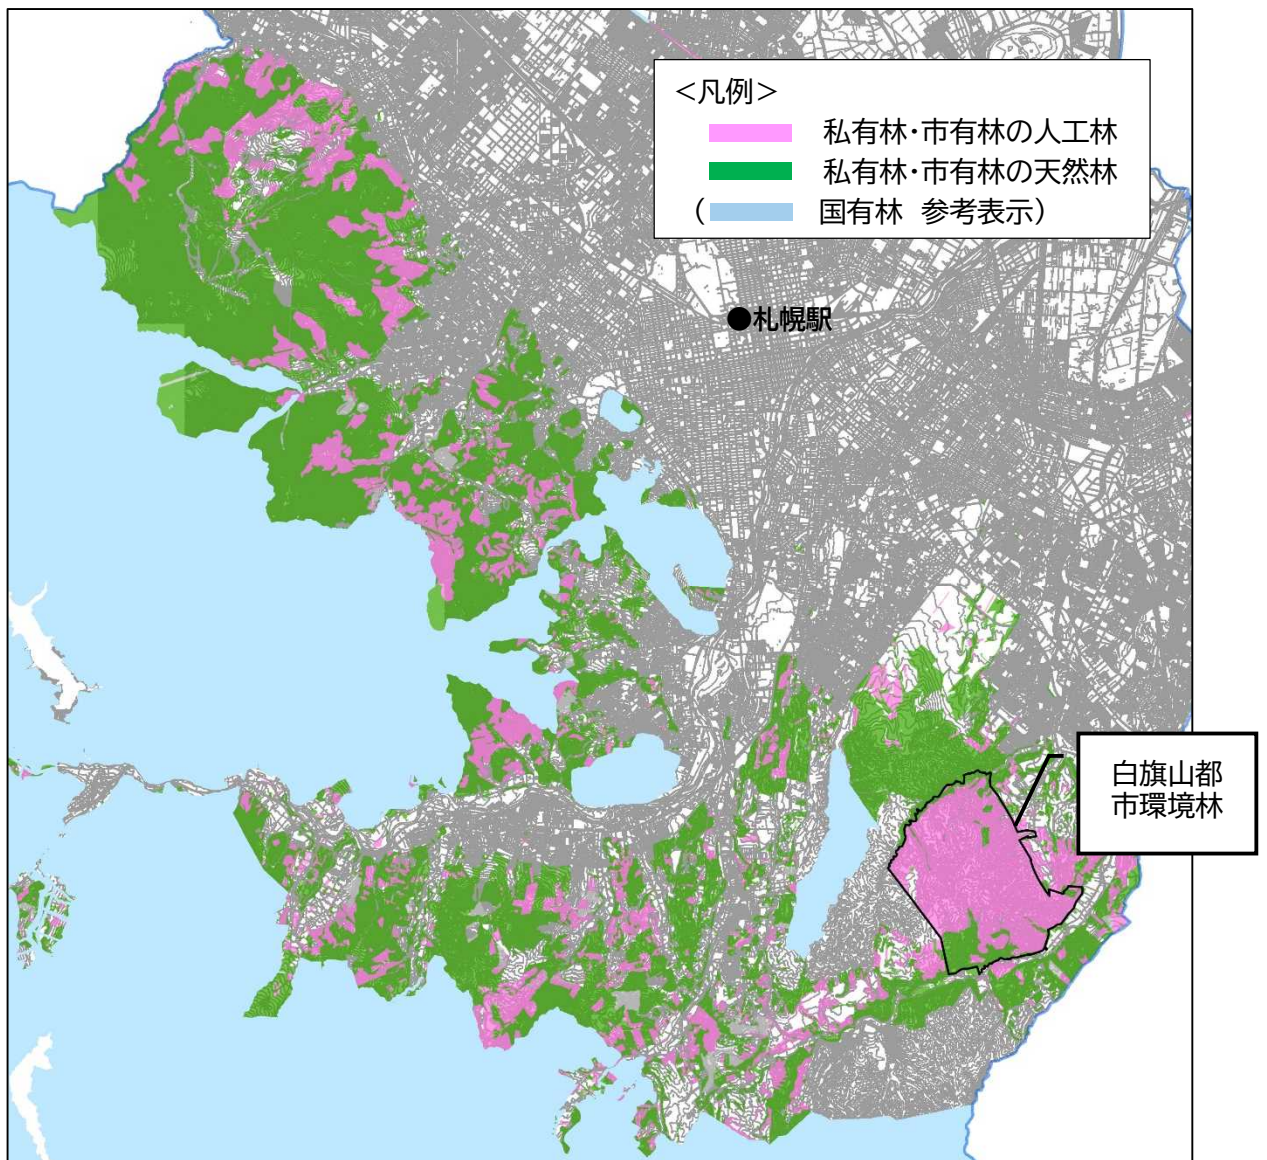 <凡例>
私有林・市有林の人工林
私有林・市有林の天然林
( 国有林 参考表示)
●札幌駅
白旗山都
市環境林